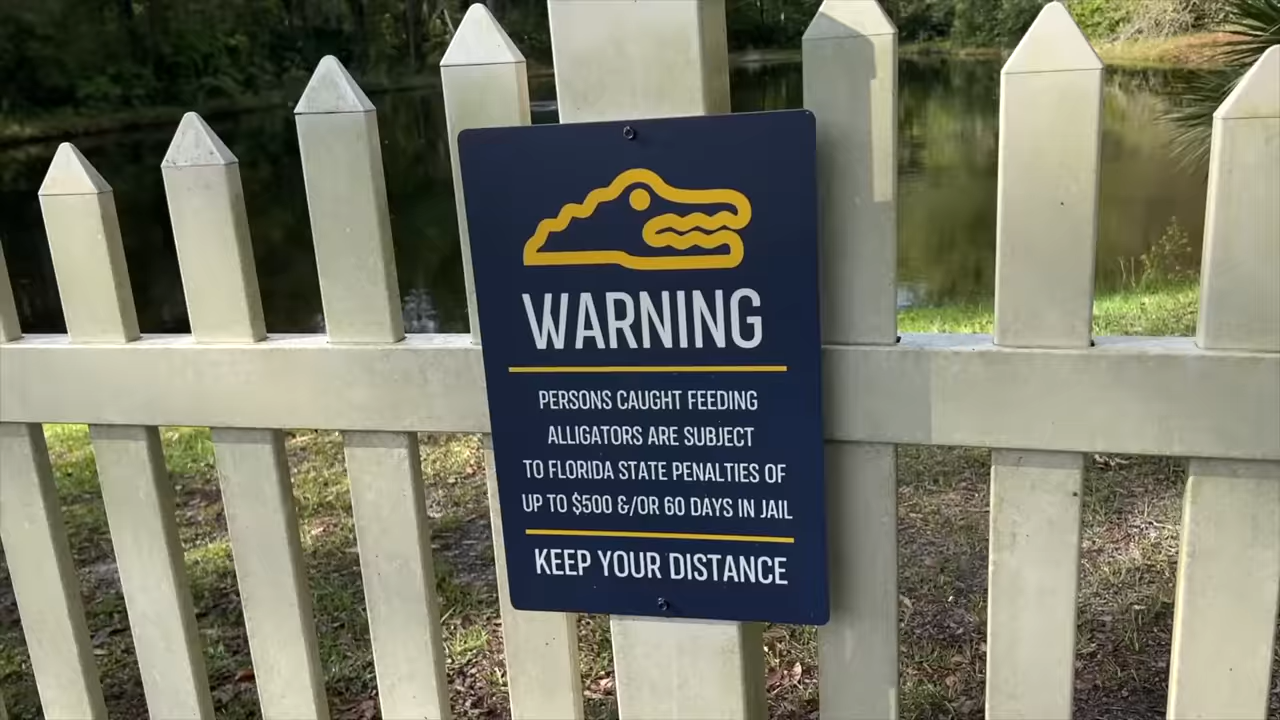 WARNING
PERSONS CAUGHT FEEDING
ALLIGATORS ARE SUBJECT
TO FLORIDA STATE PENALTIES OF
UP TO $500 &/OR 60 DAYS IN JAIL
KEEP YOUR DISTANCE